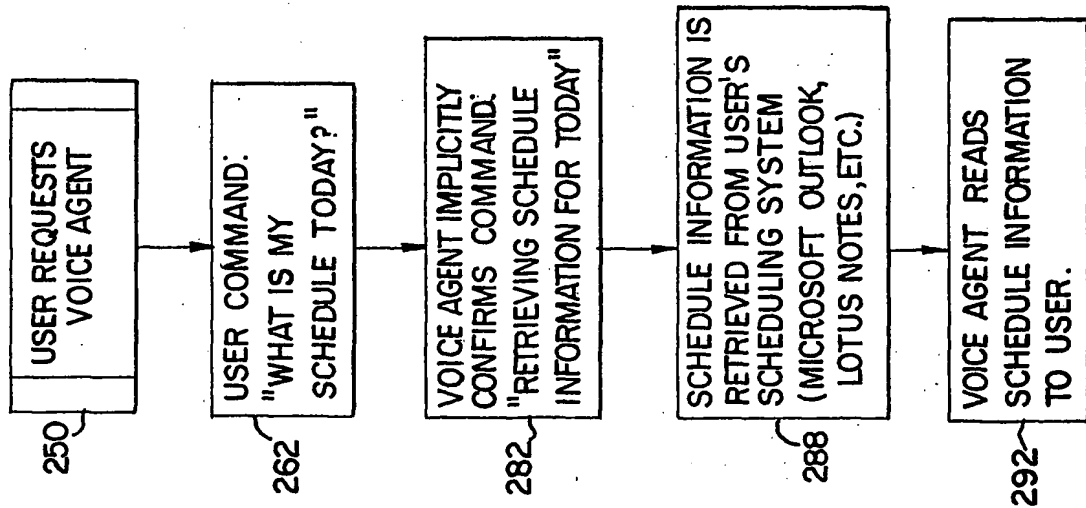 USER REQUESTS
VOICE AGENT
250
USER COMMAND:
"WHAT IS MY
SCHEDULE TODAY?"
262
VOICE AGENT IMPLICITLY
CONFIRMS COMMAND:
"RETRIEVING SCHEDULE
INFORMATION FOR TODAY"
282
SCHEDULE INFORMATION IS
RETRIEVED FROM USER'S
SCHEDULING SYSTEM
(MICROSOFT OUTLOOK,
LOTUS NOTES, ETC.)
288
VOICE AGENT READS
SCHEDULE INFORMATION
TO USER.
292